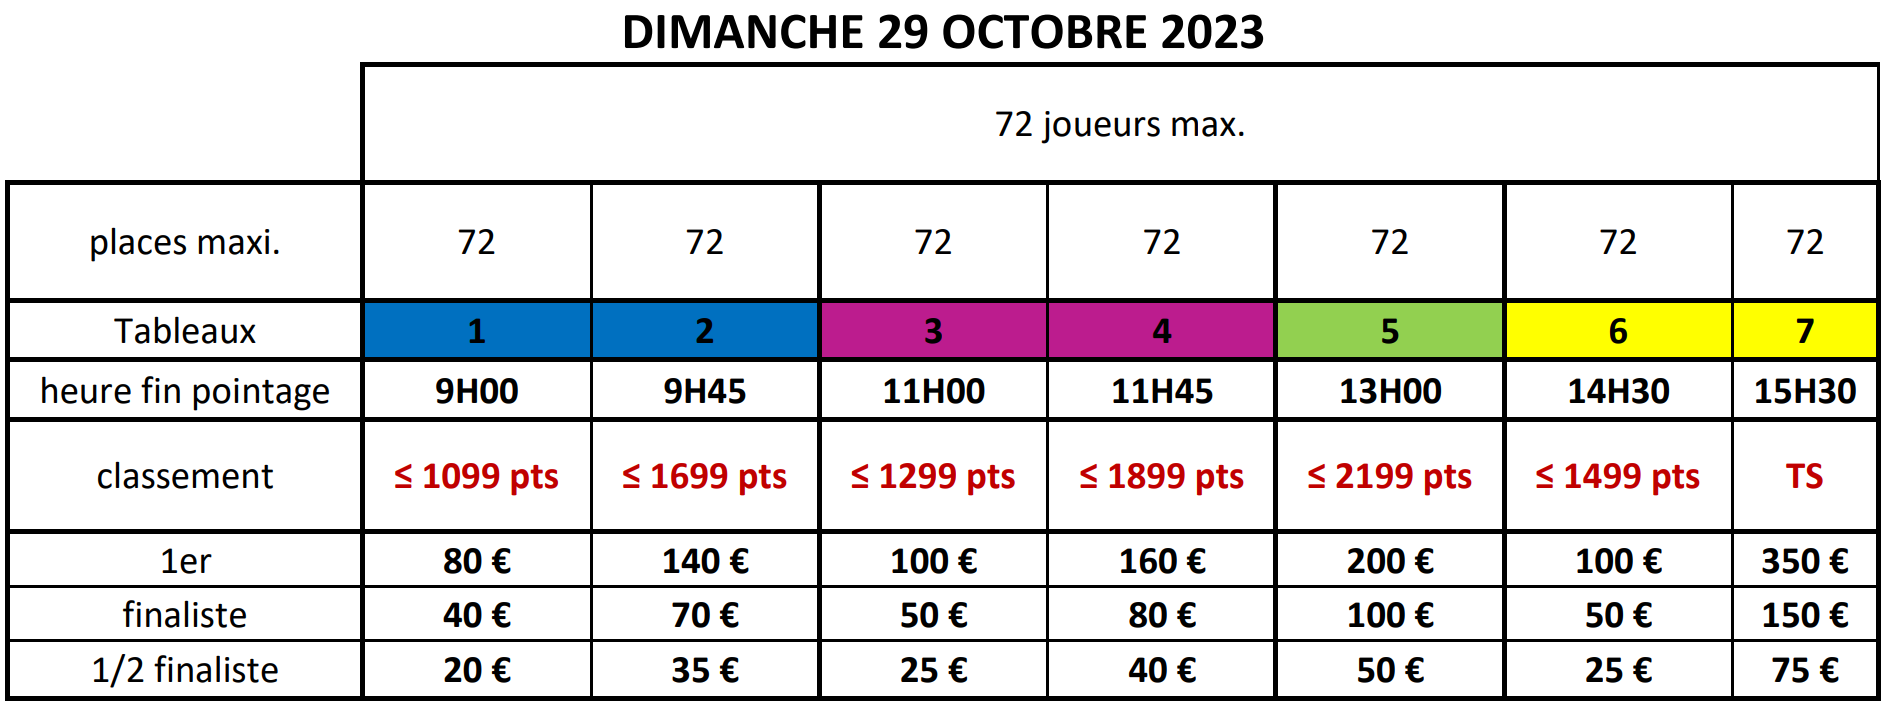 DIMANCHE 29 OCTOBRE 2023
72 joueurs max.
places maxi. 72 72 72 72 72 72 72
Tableaux 1 2 3 4 5 6 7
heure fin pointage 9H00 9H45 11H00 11H45 13H00 14H30 15H30
classement ≤ 1099 pts ≤ 1699 pts ≤ 1299 pts ≤ 1899 pts ≤ 2199 pts ≤ 1499 pts TS
1er 80 € 140 € 100 € 160 € 200 € 100 € 350 €
finaliste 40 € 70 € 50 € 80 € 100 € 50 € 150 €
1/2 finaliste 20 € 35 € 25 € 40 € 50 € 25 € 75 €